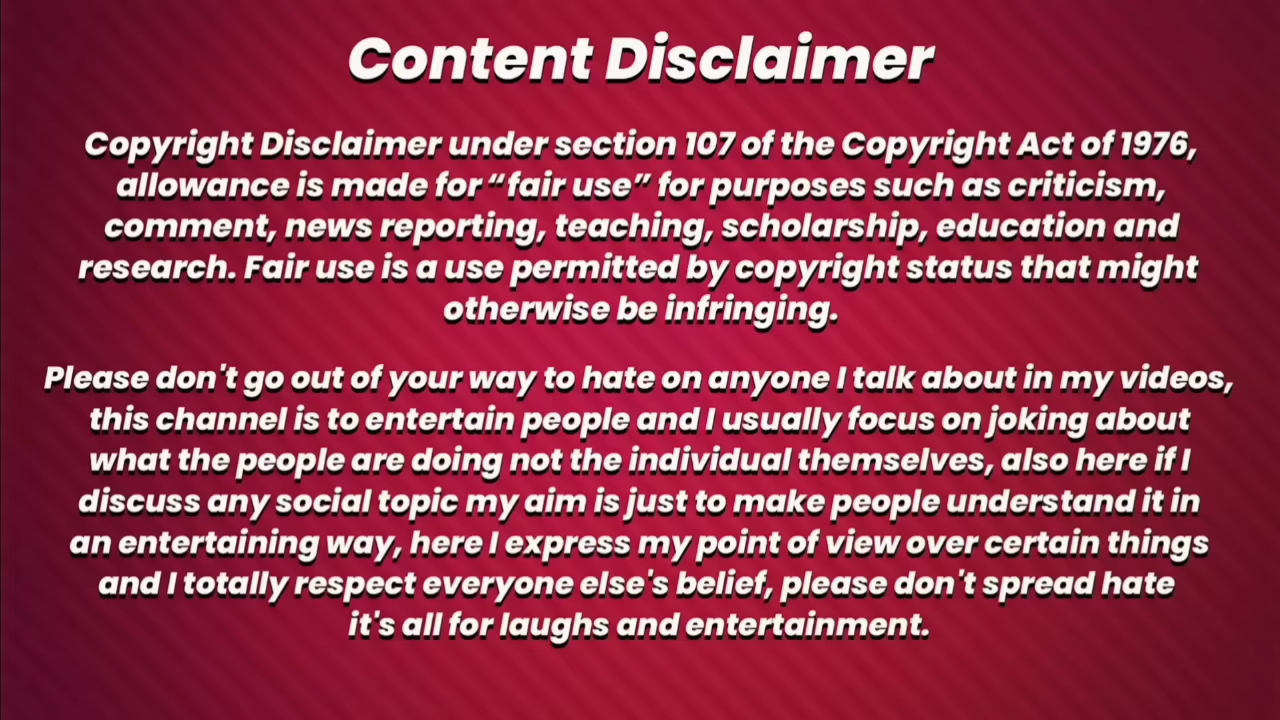 Content Disclaimer
Copyright Disclaimer under section 107 of the Copyright Act of 1976,
allowance is made for “fair use” for purposes such as criticism,
comment, news reporting, teaching, scholarship, education and
research. Fair use is a use permitted by copyright status that might
otherwise be infringing.
Please don't go out of your way to hate on anyone I talk about in my videos,
this channel is to entertain people and I usually focus on joking about
what the people are doing not the individual themselves, also here if I
discuss any social topic my aim is just to make people understand it in
an entertaining way, here I express my point of view over certain things
and I totally respect everyone else's belief, please don't spread hate
it's all for laughs and entertainment.